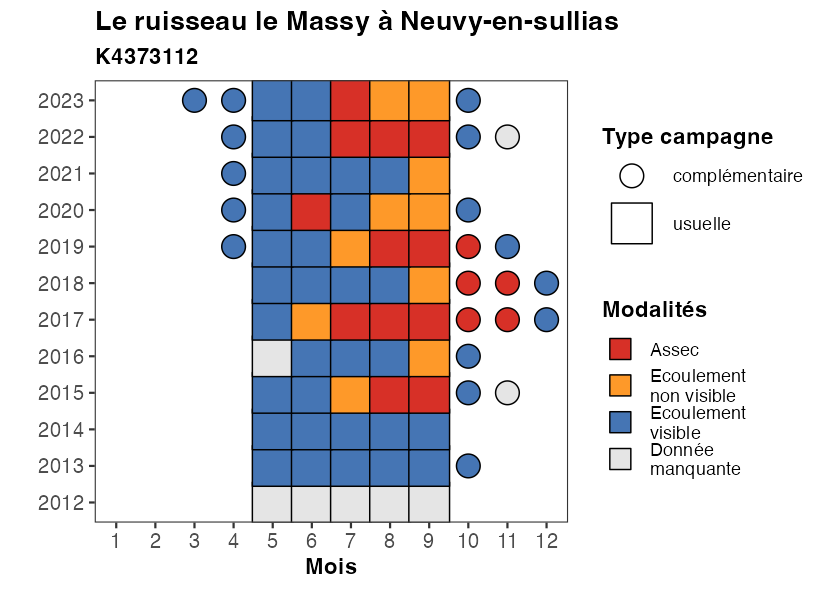 Le ruisseau le Massy à Neuvy-en-sullias
K4373112
2023
2022
2021
2020
2019
2018
2017
2016
2015
2014
2013
2012
1 2 3 4 5 6 7 8 9 10 11 12
Mois
Type campagne
complémentaire
usuelle
Modalités
Assec
Ecoulement
non visible
Ecoulement
visible
Donnée
manquante